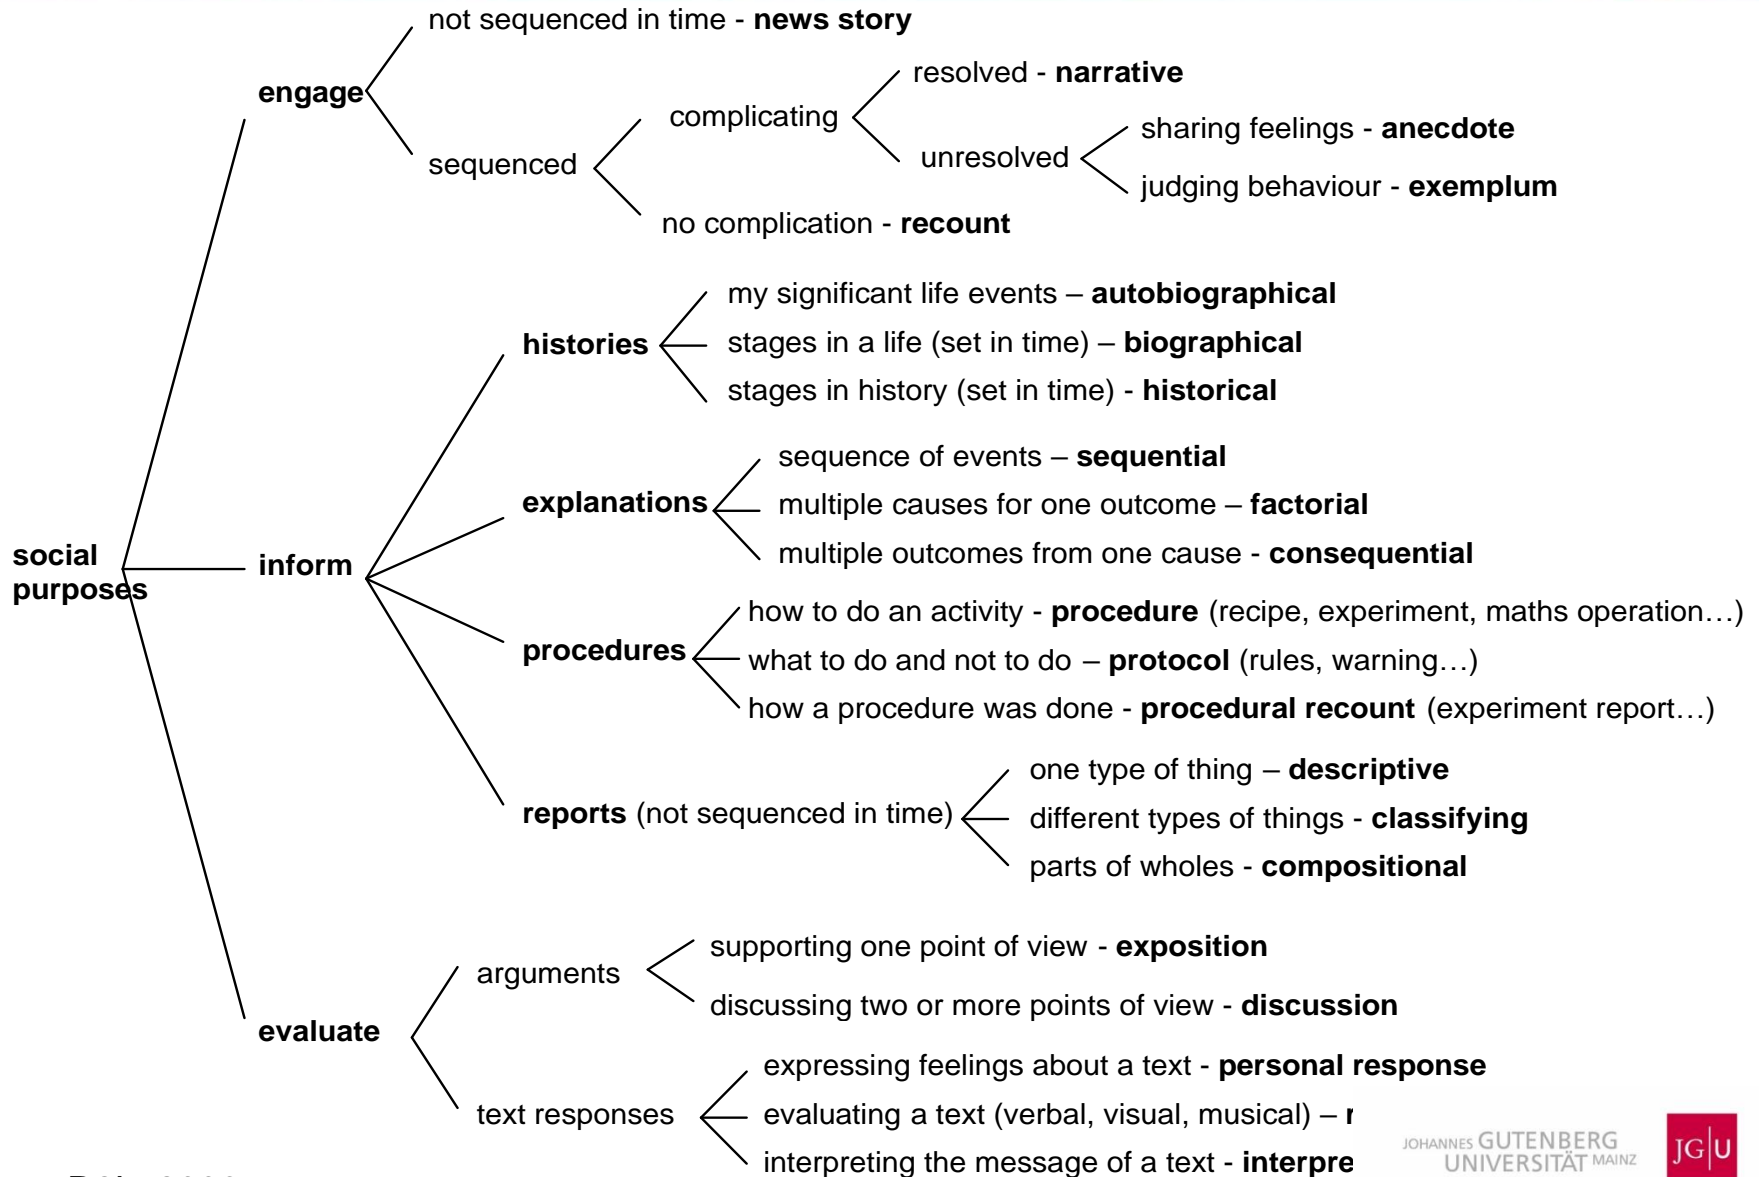 not sequenced in time - news story
engage
resolved - narrative
complicating
sharing feelings - anecdote
unresolved
sequenced
judging behaviour - exemplum
no complication - recount
my significant life events – autobiographical
histories
stages in a life (set in time) – biographical
stages in history (set in time) - historical
sequence of events – sequential
explanations
multiple causes for one outcome – factorial
multiple outcomes from one cause - consequential
social
purposes
inform
how to do an activity - procedure (recipe, experiment, maths operation…)
procedures
what to do and not to do – protocol (rules, warning…)
how a procedure was done - procedural recount (experiment report…)
one type of thing – descriptive
reports (not sequenced in time)
different types of things - classifying
parts of wholes - compositional
supporting one point of view - exposition
arguments
discussing two or more points of view - discussion
evaluate
expressing feelings about a text - personal response
text responses
evaluating a text (verbal, visual, musical) –
interpreting the message of a text - interpre
JOHANNES GUTENBERG
UNIVERSITÄT MAINZ
JG|U